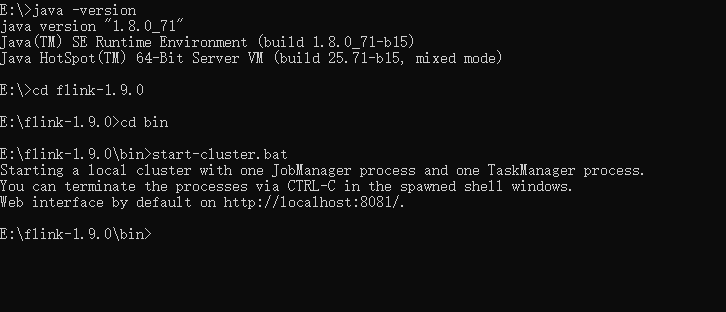 E:\>java -version
java version "1.8.0_71"
Java(TM) SE Runtime Environment (build 1.8.0_71-b15)
Java HotSpot(TM) 64-Bit Server VM (build 25.71-b15, mixed mode)
E:\>cd flink-1.9.0
E:\flink-1.9.0>cd bin
E:\flink-1.9.0\bin>start-cluster.bat
Starting a local cluster with one JobManager process and one TaskManager process.
You can terminate the processes via CTRL-C in the spawned shell windows.
Web interface by default on http://localhost:8081/.
E:\flink-1.9.0\bin>